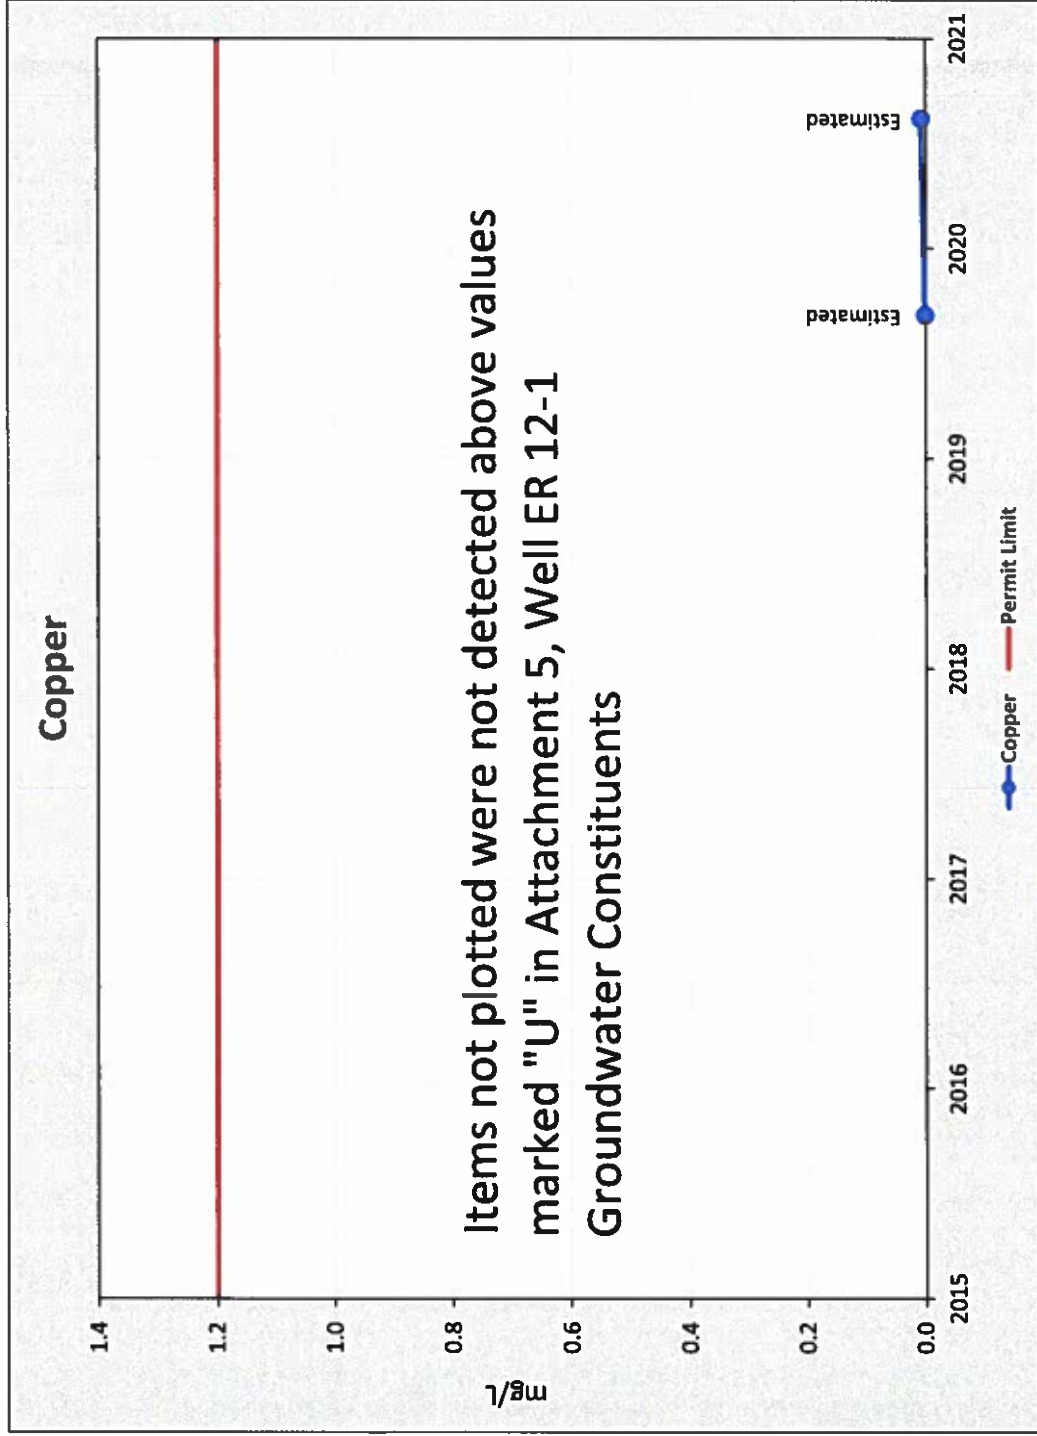 Copper
1.4
1.2
1.0
0.8
0.6
0.4
0.2
0.0
mg/L
Items not plotted were not detected above values
marked "U" in Attachment 5, Well ER 12-1
Groundwater Constituents
Estimated
Estimated
2015
2016
2017
2018
2019
2020
2021
Copper
Permit Limit